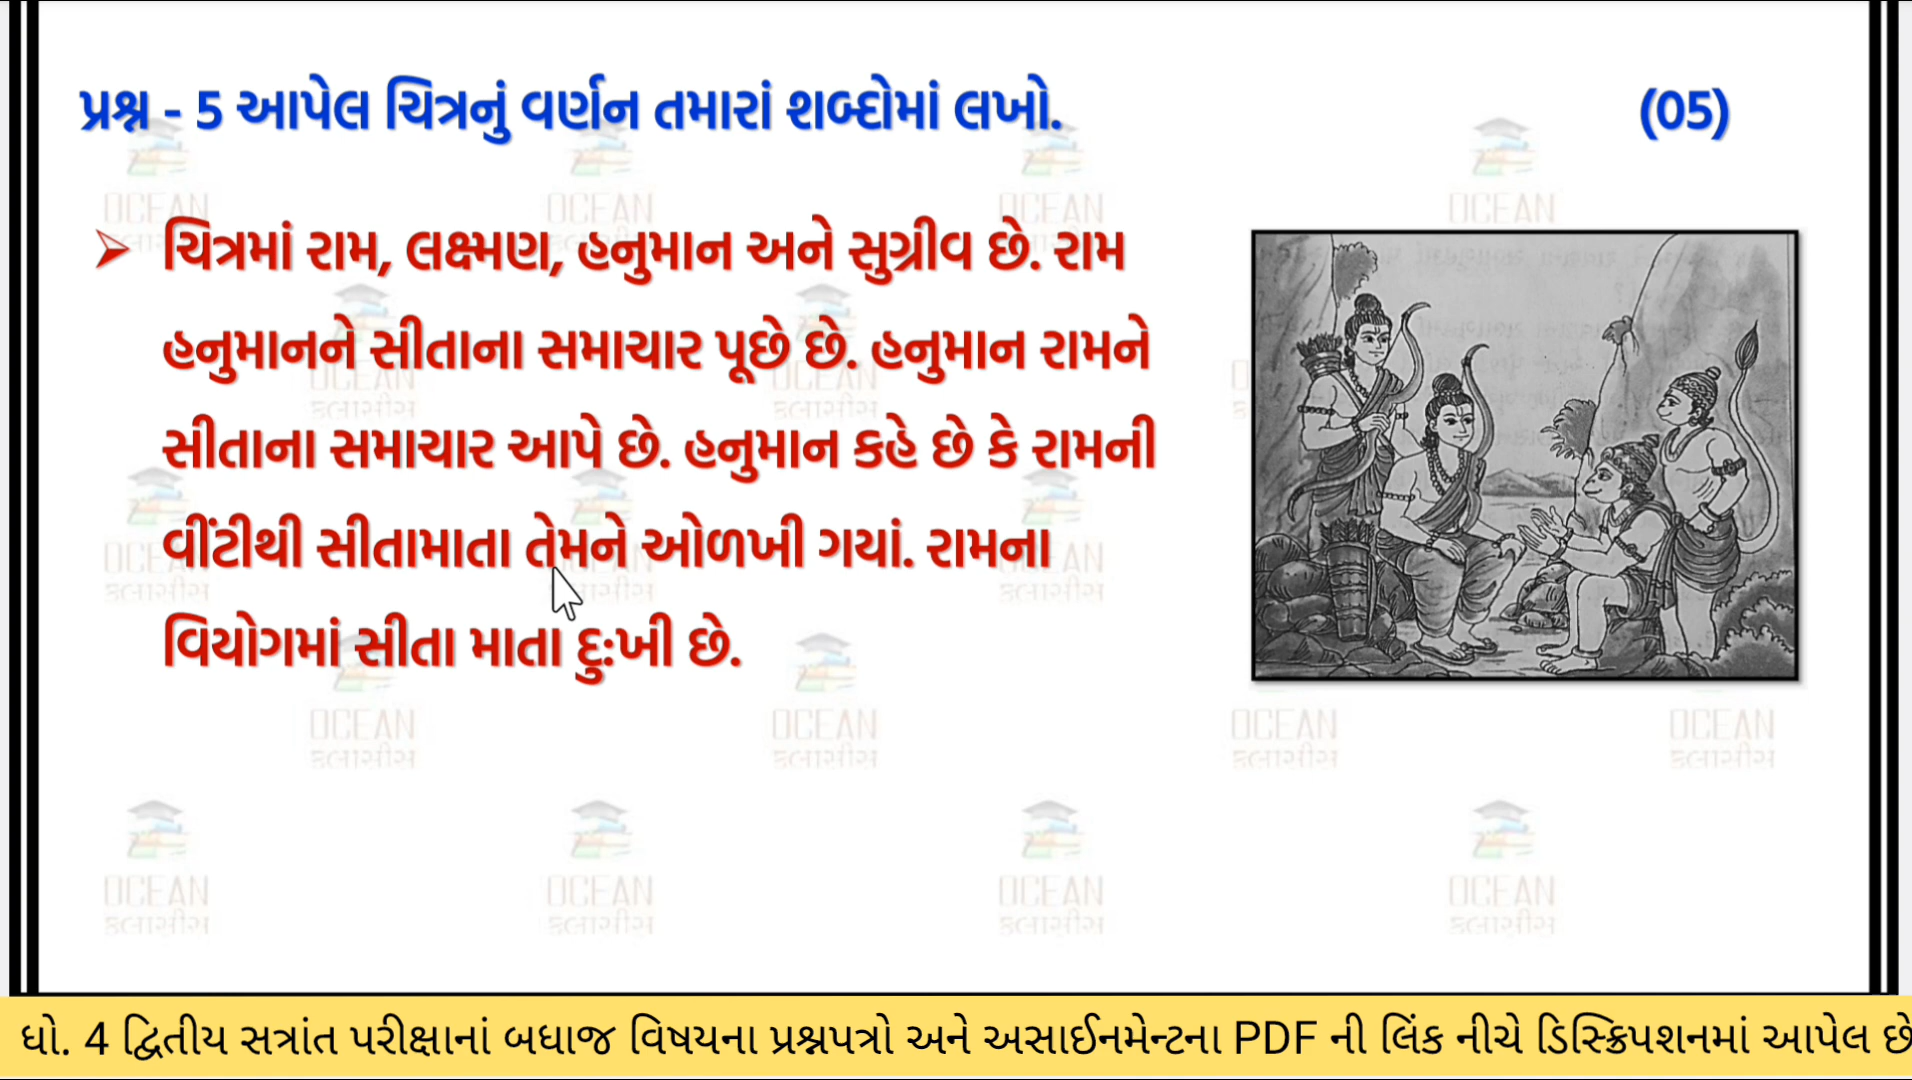 પ્રશ્ન - 5 આપેલ ચિત્રનું વર્ણન તમારાં શબ્દોમાં લખો. (05)
➢ ચિત્રમાં રામ, લક્ષ્મણ, હનુમાન અને સુગ્રીવ છે. રામ
હનુમાનને સીતાના સમાચાર પૂછે છે. હનુમાન રામને
સીતાના સમાચાર આપે છે. હનુમાન કહે છે કે રામની
વીંટીથી સીતામાતા તેમને ઓળખી ગયાં. રામના
વિયોગમાં સીતા માતા દુઃખી છે.
OCEAN
કલાસીસ
ધો. 4 દ્વિતીય સત્રાંત પરીક્ષાનાં બધાજ વિષયના પ્રશ્નપત્રો અને અસાઈનમેન્ટના PDF ની લિંક નીચે ડિસ્ક્રિપશનમાં આપેલ છે